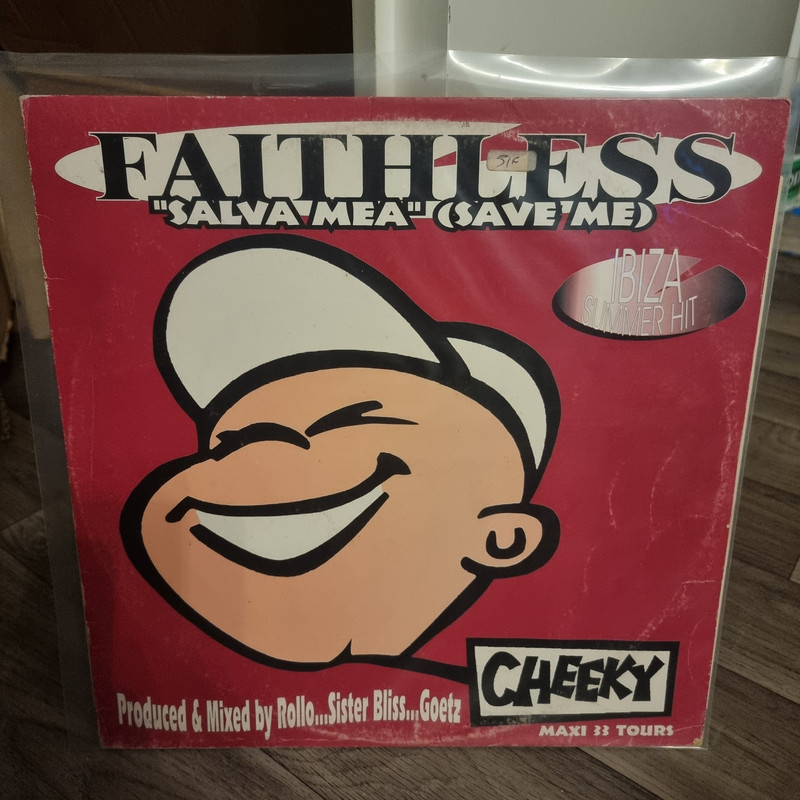 FAITHLESS
"SALVA MEA" (SAVE ME)
IBIZA
SUMMER HIT
CHEEKY
Produced & Mixed by Rollo...Sister Bliss...Goetz
MAXI 33 TOURS